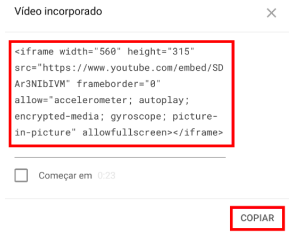 Vídeo incorporado
<iframe width="560" height="315"
src="https://www.youtube.com/embed/SD
Ar3NIbIVM" frameborder="0"
allow="accelerometer; autoplay;
encrypted-media; gyroscope; picture-
in-picture" allowfullscreen></iframe>
Começar em 0:23
COPIAR